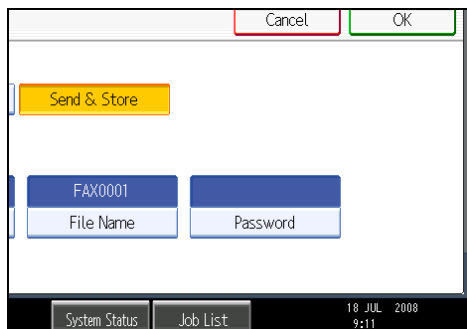 Cancel OK
Send & Store
FAX0001
File Name Password
System Status Job List 18 JUL 2008
9:11